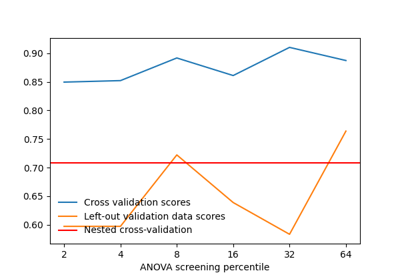 0.90
0.85
0.80
0.75
0.70
0.65
0.60
Cross validation scores
Left-out validation data scores
Nested cross-validation
2 4 8 16 32 64
ANOVA screening percentile